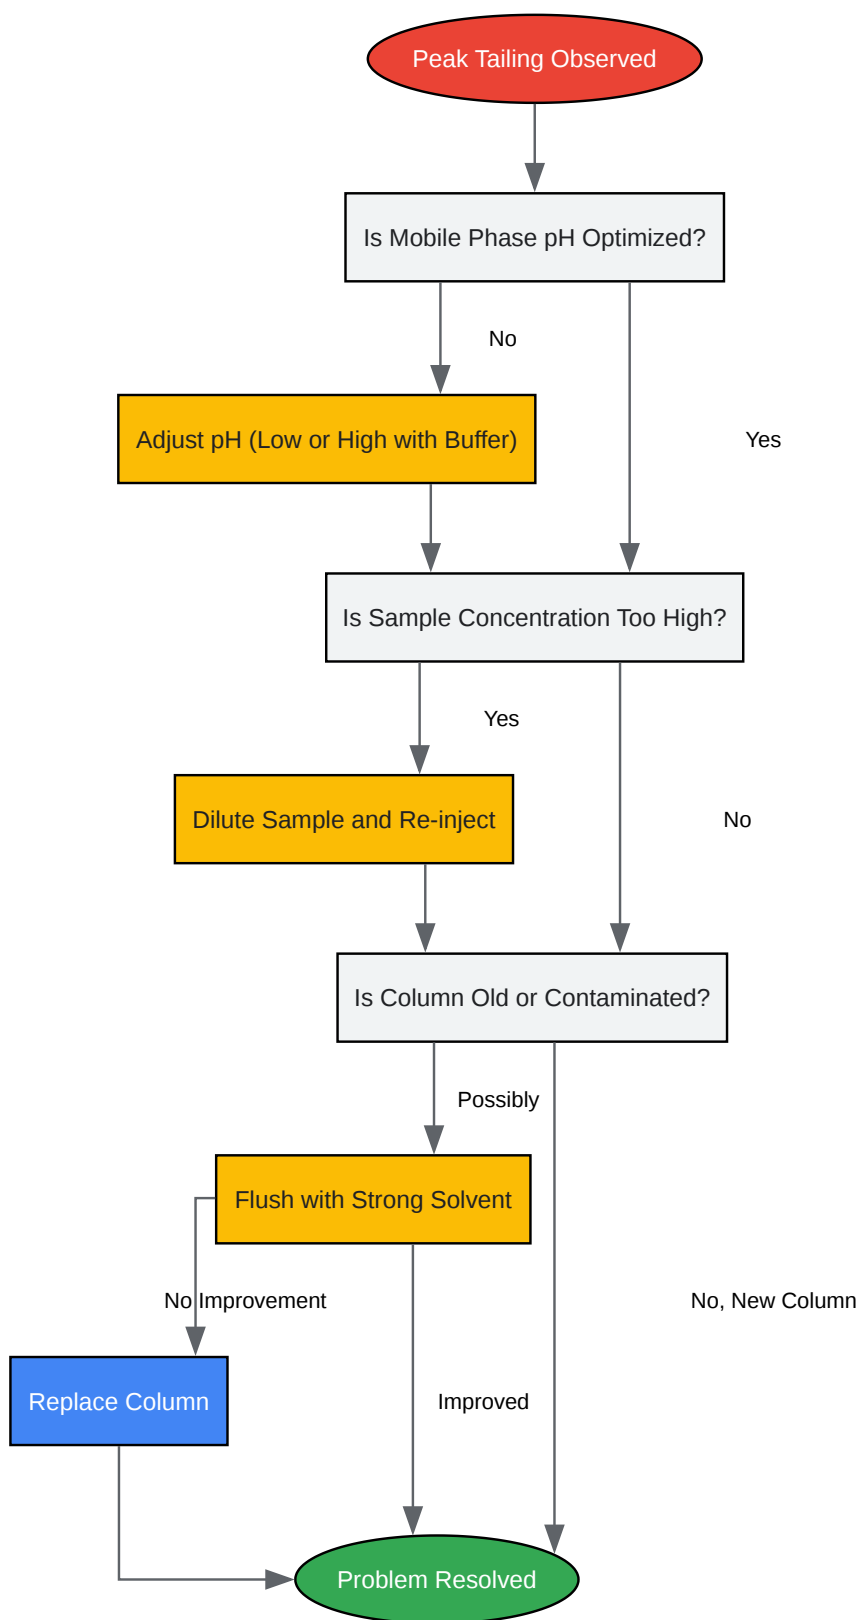 Peak Tailing Observed
Is Mobile Phase pH Optimized?
No
Adjust pH (Low or High with Buffer)
Yes
Is Sample Concentration Too High?
Yes
Dilute Sample and Re-inject
No
Is Column Old or Contaminated?
Possibly
Flush with Strong Solvent
No Improvement
No, New Column
Replace Column
Improved
Problem Resolved